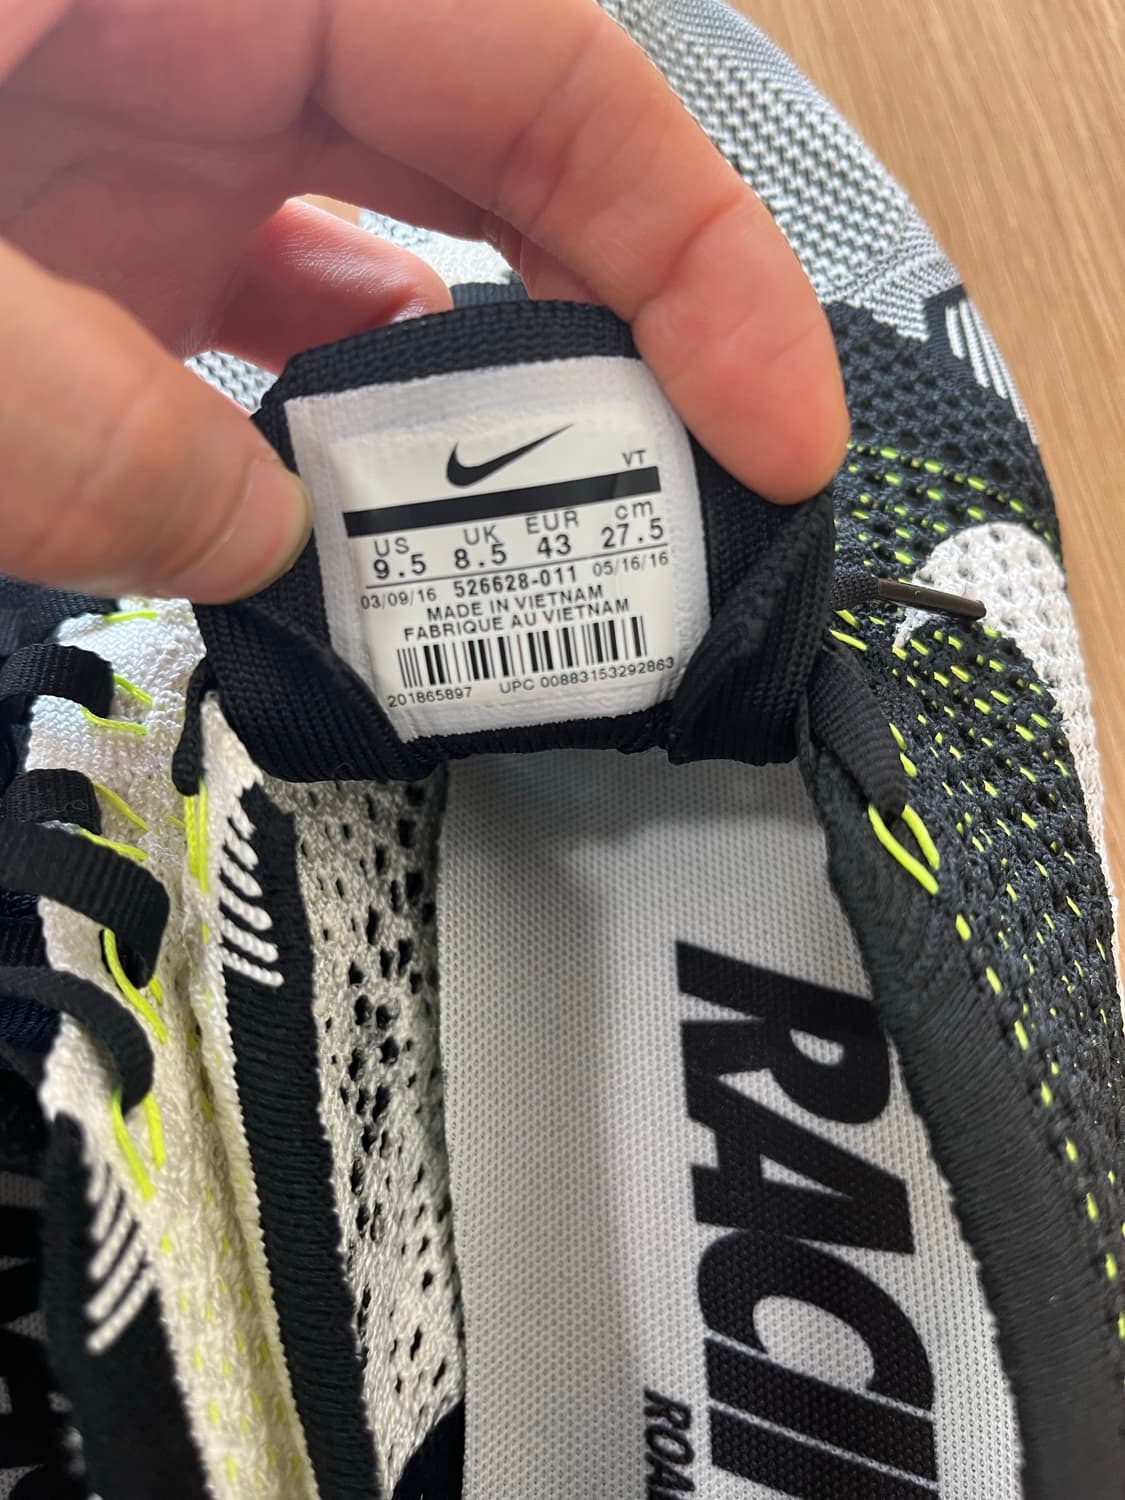 VT
US UK EUR cm
9.5 8.5 43 27.5
03/09/16 526628-011 05/16/16
MADE IN VIETNAM
FABRIQUE AU VIETNAM
201865897 UPC 00883153292863
RACI
ROA